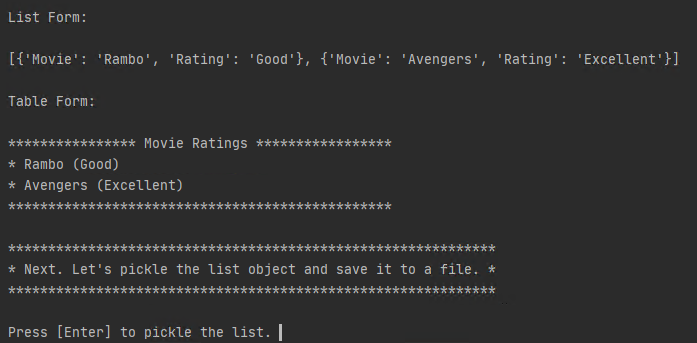 List Form:
[{'Movie': 'Rambo', 'Rating': 'Good'}, {'Movie': 'Avengers', 'Rating': 'Excellent'}]
Table Form:
**************** Movie Ratings *****************
* Rambo (Good)
* Avengers (Excellent)
************************************************
*************************************************************
* Next. Let's pickle the list object and save it to a file. *
*************************************************************
Press [Enter] to pickle the list.